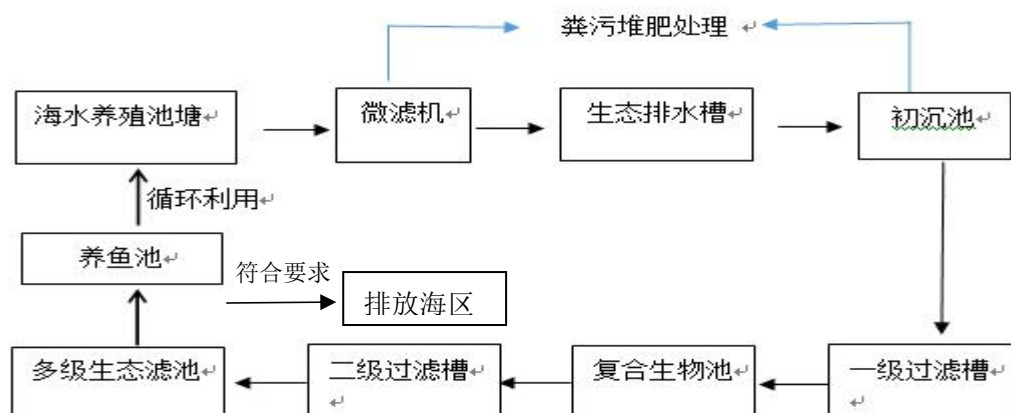 粪污堆肥处理
海水养殖池塘
微滤机
生态排水槽
初沉池
循环利用
养鱼池
符合要求
排放海区
多级生态滤池
二级过滤槽
复合生物池
一级过滤槽